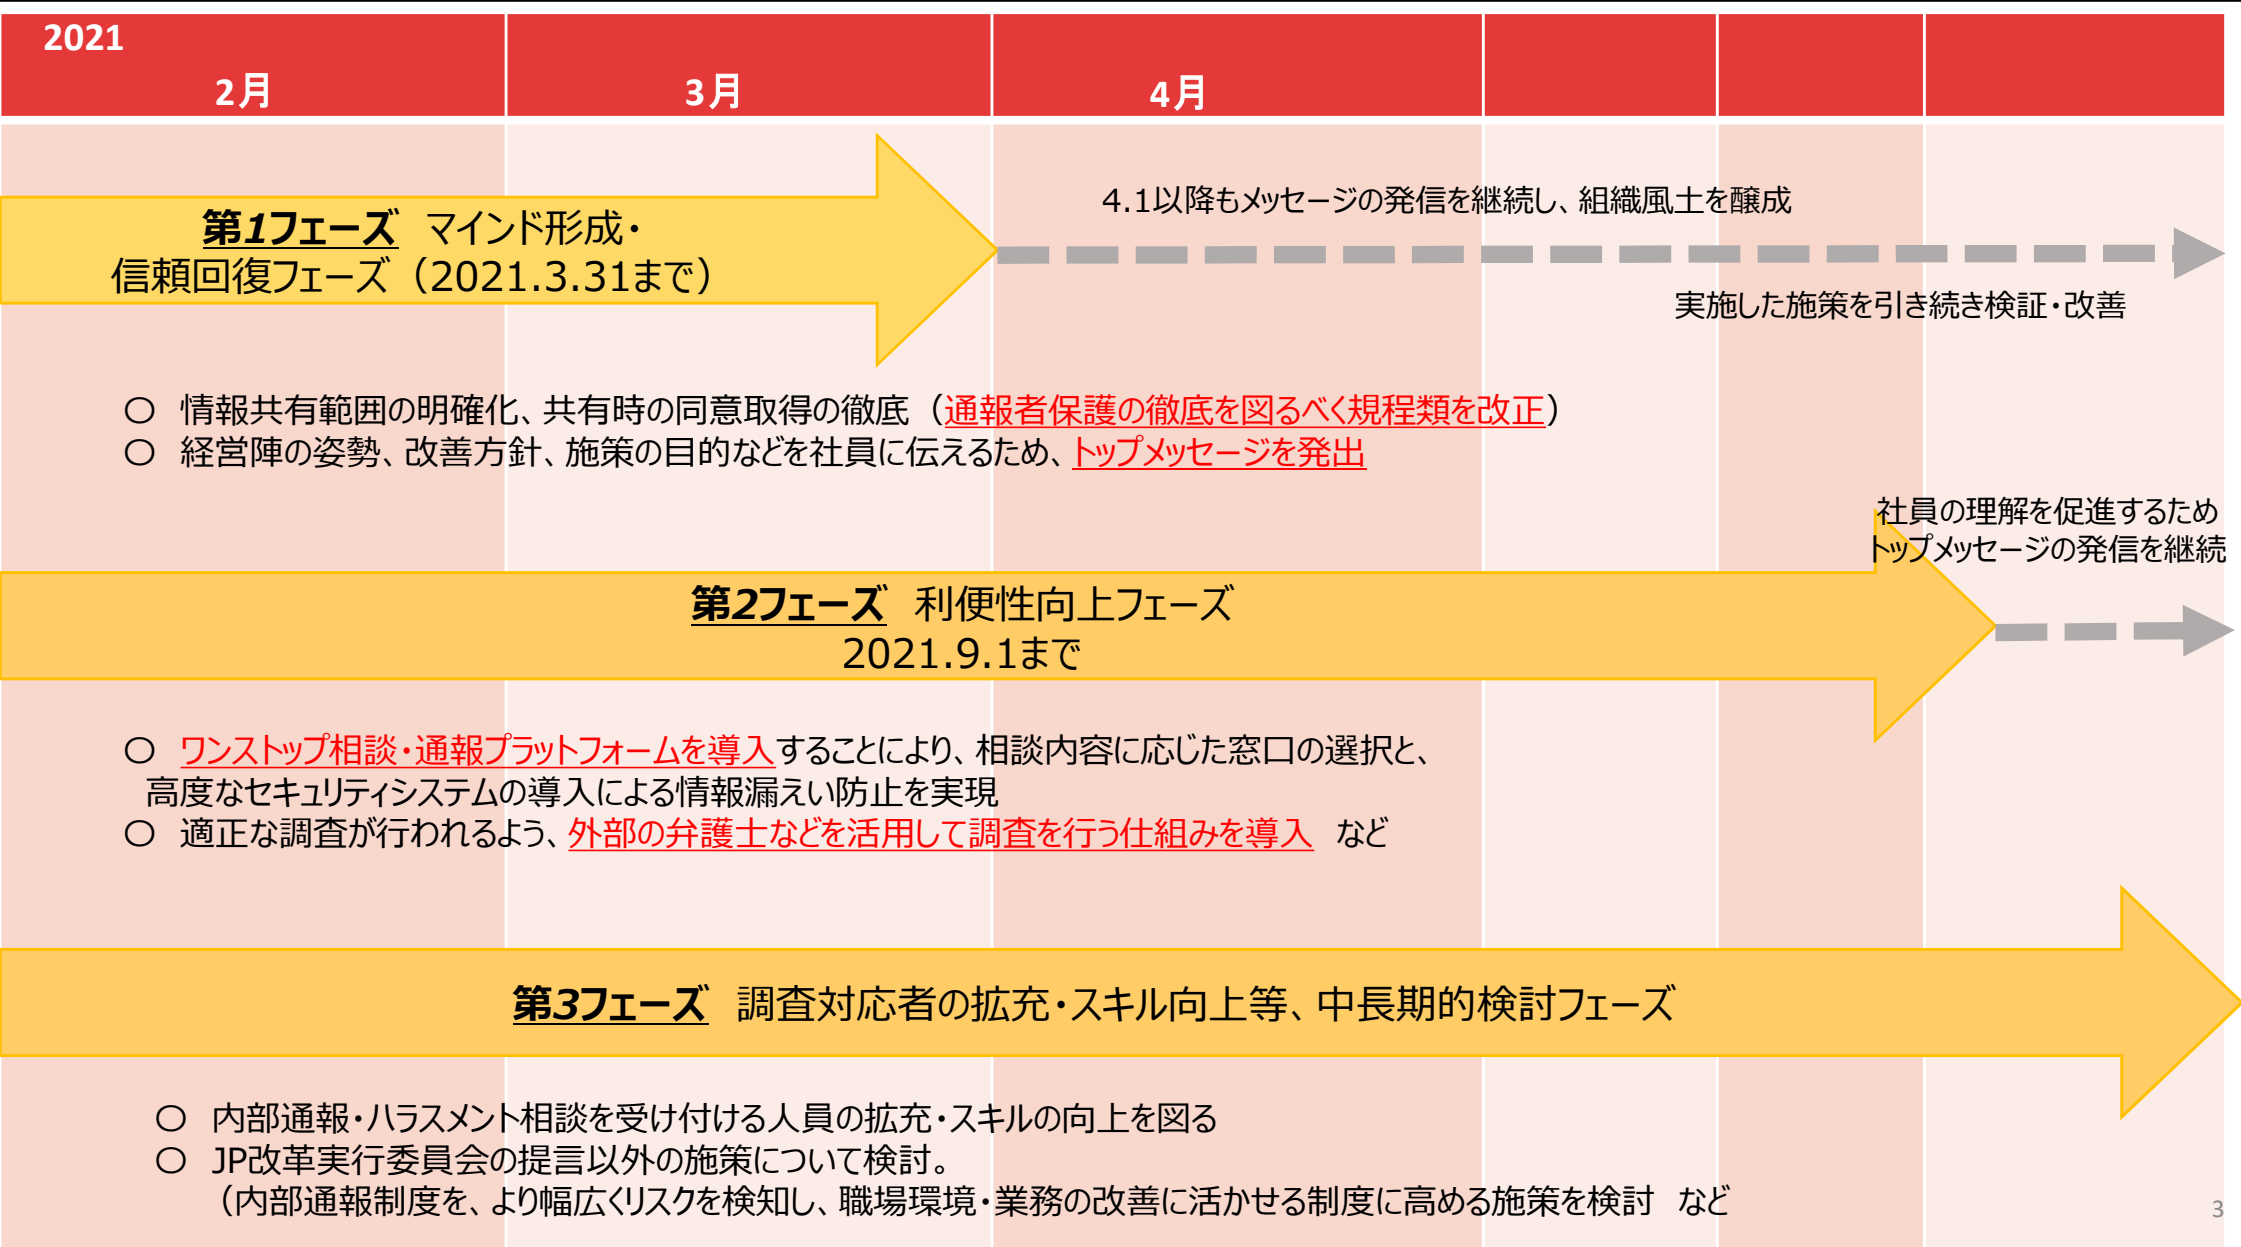 2021
2月
3月
4月
第1フェーズ　マインド形成・
信頼回復フェーズ（2021.3.31まで）
4.1以降もメッセージの発信を継続し、組織風土を醸成
実施した施策を引き続き検証・改善
〇　情報共有範囲の明確化、共有時の同意取得の徹底（通報者保護の徹底を図るべく規程類を改正）
〇　経営陣の姿勢、改善方針、施策の目的などを社員に伝えるため、トップメッセージを発出
社員の理解を促進するため
トップメッセージの発信を継続
第2フェーズ　利便性向上フェーズ
2021.9.1まで
〇　ワンストップ相談・通報プラットフォームを導入することにより、相談内容に応じた窓口の選択と、
高度なセキュリティシステムの導入による情報漏えい防止を実現
〇　適正な調査が行われるよう、外部の弁護士などを活用して調査を行う仕組みを導入　など
第3フェーズ　調査対応者の拡充・スキル向上等、中長期的検討フェーズ
〇　内部通報・ハラスメント相談を受け付ける人員の拡充・スキルの向上を図る
〇　JP改革実行委員会の提言以外の施策について検討。
（内部通報制度を、より幅広くリスクを検知し、職場環境・業務の改善に活かせる制度に高める施策を検討　など
3